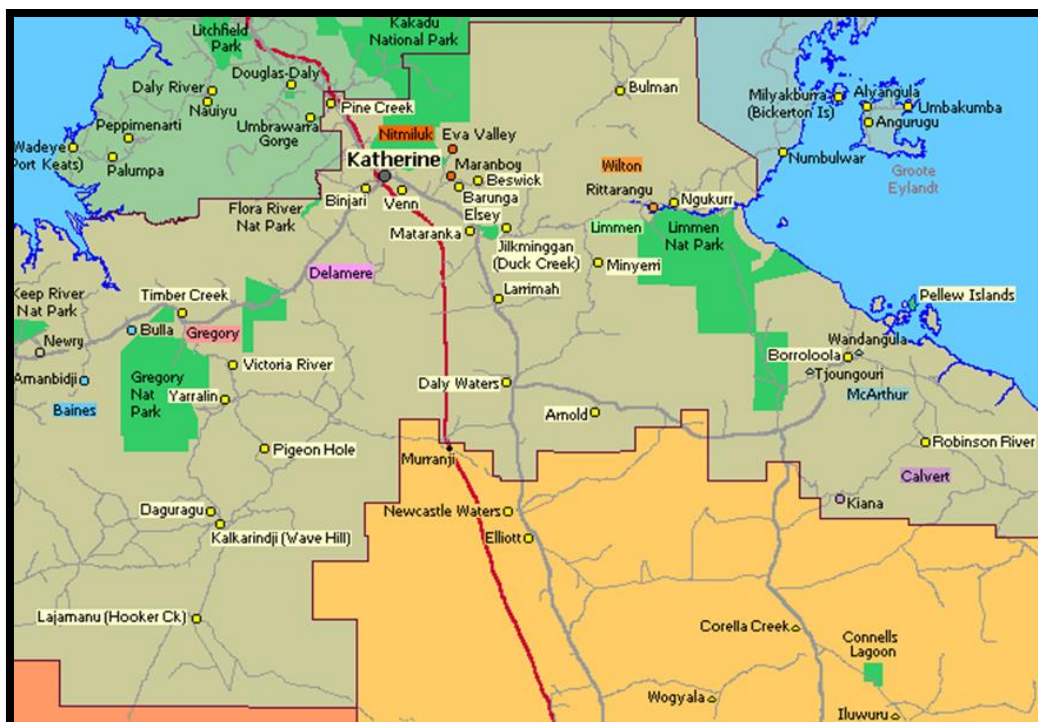 Litchfield
Park
Kakadu
National Park
Douglas-Daly
Daly River
Nauiyu
Pine Creek
Bulman
Milyakburra
(Bickerton Is)
Alyangula
Umbakumba
Angurugu
Peppimenarti
Umbrawarra
Gorge
Nitmiluk
Eva Valley
Wadeye
Port Keats)
Palumpa
Katherine
Maranboy
Wilton
Numbulwar
Groote
Eylandt
Beswick
Binjari
Venn
Barunga
Elsey
Rittarangu
Ngukurr
Flora River
Nat Park
Mataranka
Jilkminggan
(Duck Creek)
Limmen
Limmen
Nat Park
Delamere
Minyerri
Keep River
Nat Park
Timber Creek
Larrimah
Pellew Islands
Bulla
Gregory
Newry
Wandangula
Borroloola
Victoria River
Tjoungouri
Amanbidji
Gregory
Nat
Park
Daly Waters
McArthur
Baines
Yarralin
Arnold
Pigeon Hole
Murranji
Robinson River
Calvert
Kiana
Daguragu
Newcastle Waters
Kalkarindji (Wave Hill)
Elliott
Lajamanu (Hooker Ck)
Corella Creek
Connells
Lagoon
Wogyala
Iluwuru